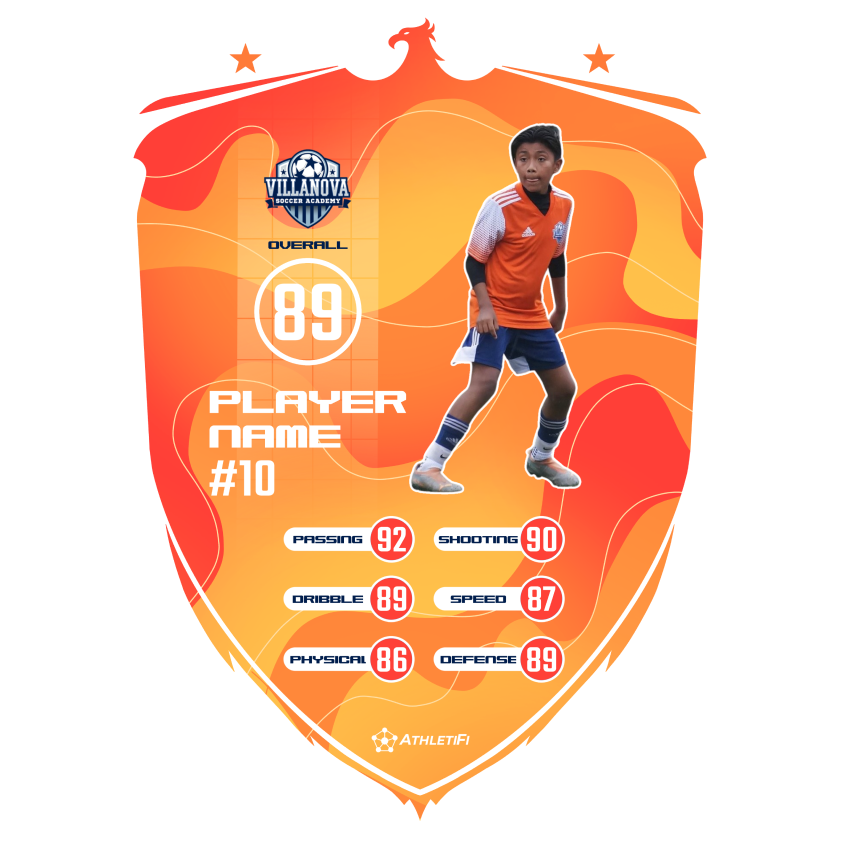 VILLANOVA
SOCCER ACADEMY
OVERALL
89
PLAYER
NAME
#10
PASSING 92
SHOOTING 90
DRIBBLE 89
SPEED 87
PHYSICAL 86
DEFENSE 89
ATHLETIFI